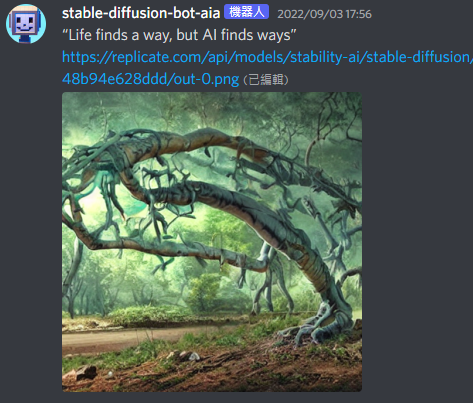 stable-diffusion-bot-aia 機器人 2022/09/03 17:56
“Life finds a way, but AI finds ways”
https://replicate.com/api/models/stability-ai/stable-diffusion/
48b94e628ddd/out-0.png (已編輯)